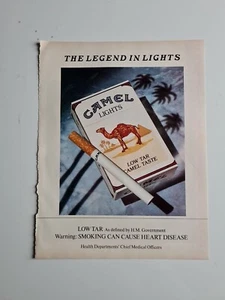 THE LEGEND IN LIGHTS
CAMEL
LIGHTS
LOW TAR
CAMEL TASTE
LOW TAR As defined by H.M. Government
Warning: SMOKING CAN CAUSE HEART DISEASE
Health Departments' Chief Medical Officers